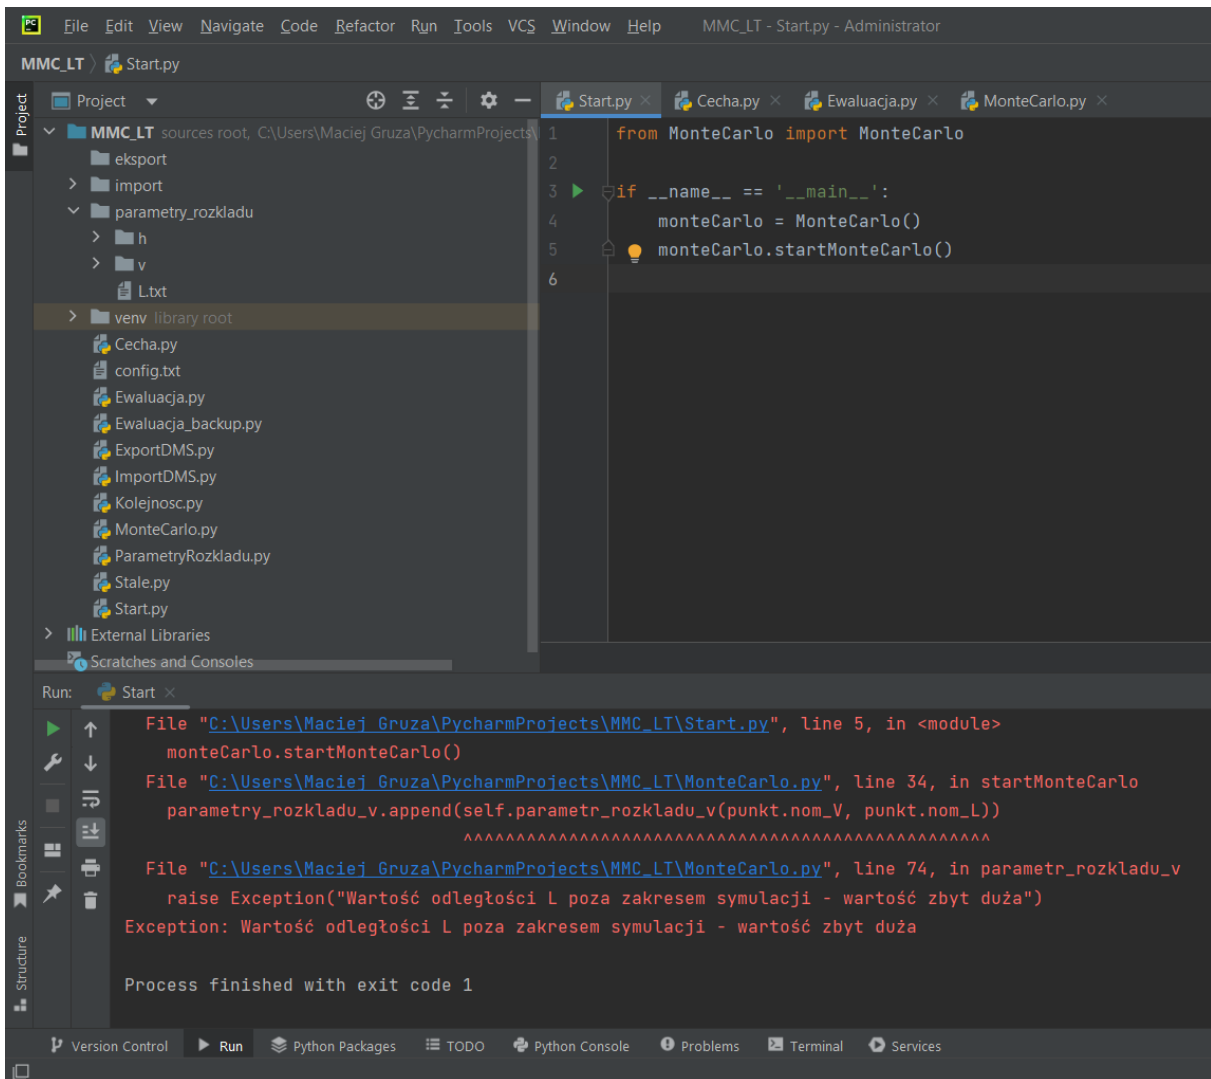 PC
File Edit View Navigate Code Refactor Run Tools VCS Window Help MMC_LT - Start.py - Administrator
MMC_LT Start.py
Project
Project
Start.py Cecha.py Ewaluacja.py MonteCarlo.py
MMC_LT sources root, C:\Users\Maciej Gruza\PycharmProjects\
eksport
import
parametry_rozkladu
h
v
L.txt
venv library root
Cecha.py
config.txt
Ewaluacja.py
Ewaluacja_backup.py
ExportDMS.py
ImportDMS.py
Kolejnosc.py
MonteCarlo.py
ParametryRozkladu.py
Stale.py
Start.py
External Libraries
Scratches and Consoles
1 from MonteCarlo import MonteCarlo
2
3 if __name__ == '__main__':
4 monteCarlo = MonteCarlo()
5 monteCarlo.startMonteCarlo()
6
Run: Start
File "C:\Users\Maciej Gruza\PycharmProjects\MMC_LT\Start.py", line 5, in <module>
monteCarlo.startMonteCarlo()
File "C:\Users\Maciej Gruza\PycharmProjects\MMC_LT\MonteCarlo.py", line 34, in startMonteCarlo
parametry_rozkladu_v.append(self.parametr_rozkladu_v(punkt.nom_V, punkt.nom_L))
^^^^^^^^^^^^^^^^^^^^^^^^^^^^^^^^^^^^^^^^^^^^^^^^^^
File "C:\Users\Maciej Gruza\PycharmProjects\MMC_LT\MonteCarlo.py", line 74, in parametr_rozkladu_v
raise Exception("Wartość odległości L poza zakresem symulacji - wartość zbyt duża")
Exception: Wartość odległości L poza zakresem symulacji - wartość zbyt duża
Process finished with exit code 1
Bookmarks
Structure
Version Control Run Python Packages TODO Python Console Problems Terminal Services